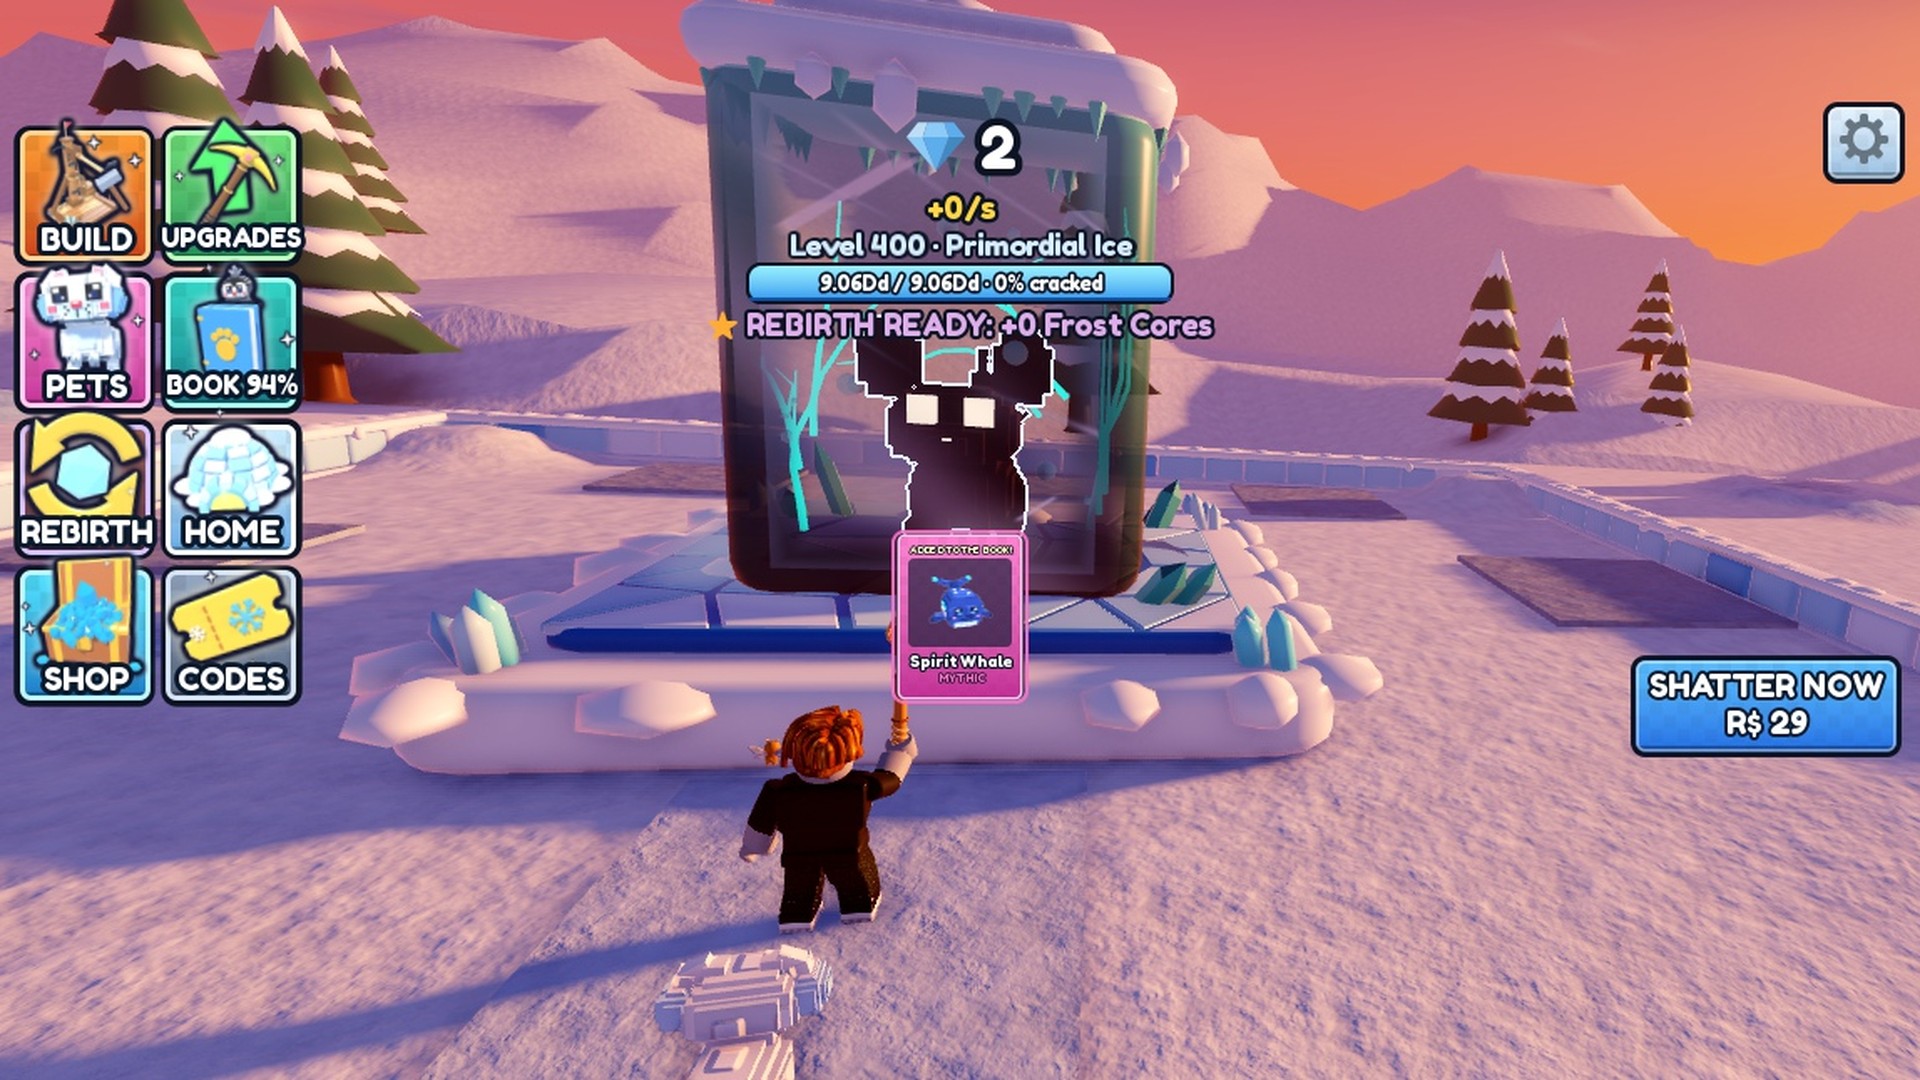 2
+0/s
Level 400 · Primordial Ice
9.06Dd / 9.06Dd · 0% cracked
REBIRTH READY: +0 Frost Cores
BUILD
UPGRADES
PETS
BOOK 94%
REBIRTH
HOME
SHOP
CODES
ADDED TO THE BOOK!
Spirit Whale
MYTHIC
SHATTER NOW
R$ 29